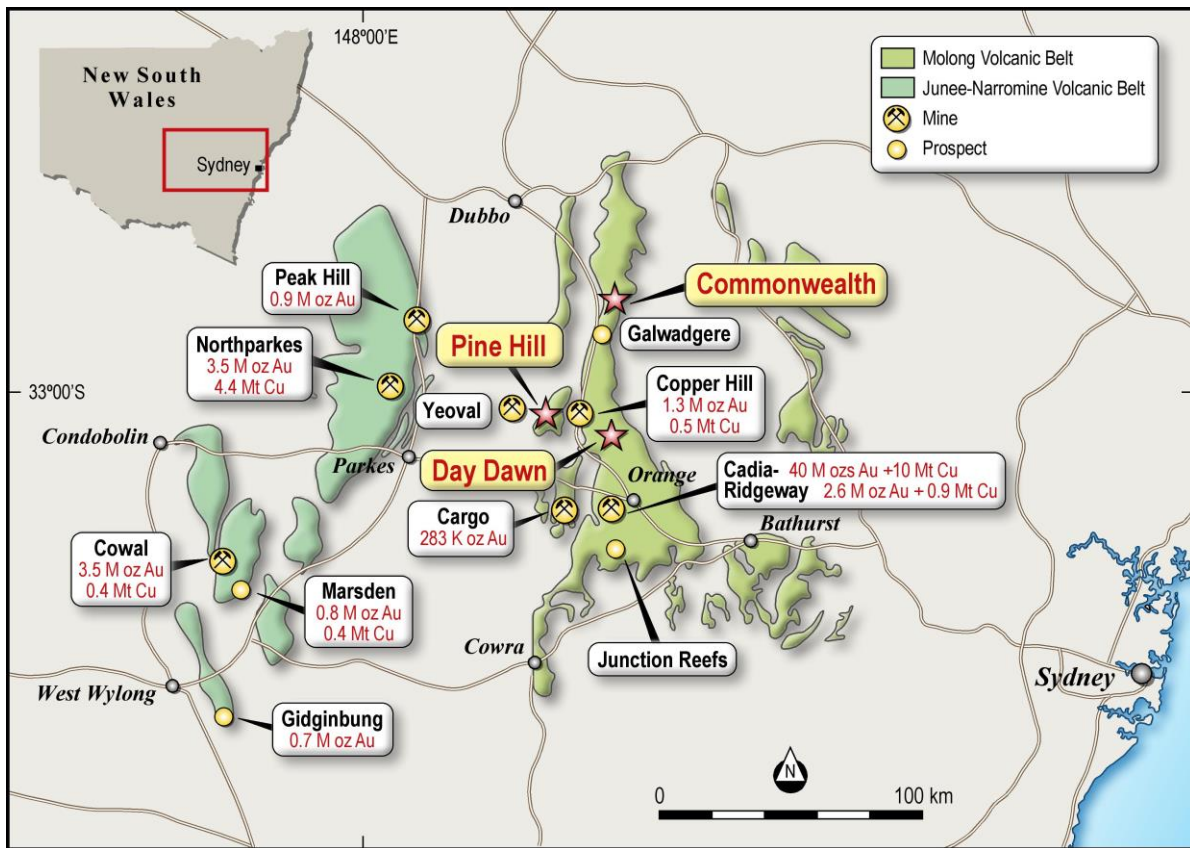 148°00'E
New South
Wales
Sydney
Molong Volcanic Belt
Junee-Narromine Volcanic Belt
Mine
Prospect
Dubbo
Peak Hill
0.9 M oz Au
Commonwealth
Northparkes
3.5 M oz Au
4.4 Mt Cu
Pine Hill
Galwadgere
33°00'S
Yeoval
Copper Hill
1.3 M oz Au
0.5 Mt Cu
Condobolin
Parkes
Day Dawn
Orange
Cadia- 40 M ozs Au +10 Mt Cu
Ridgeway 2.6 M oz Au + 0.9 Mt Cu
Cargo
283 K oz Au
Bathurst
Cowal
3.5 M oz Au
0.4 Mt Cu
Marsden
0.8 M oz Au
0.4 Mt Cu
Cowra
Junction Reefs
Sydney
West Wylong
Gidginbung
0.7 M oz Au
N
0 100 km